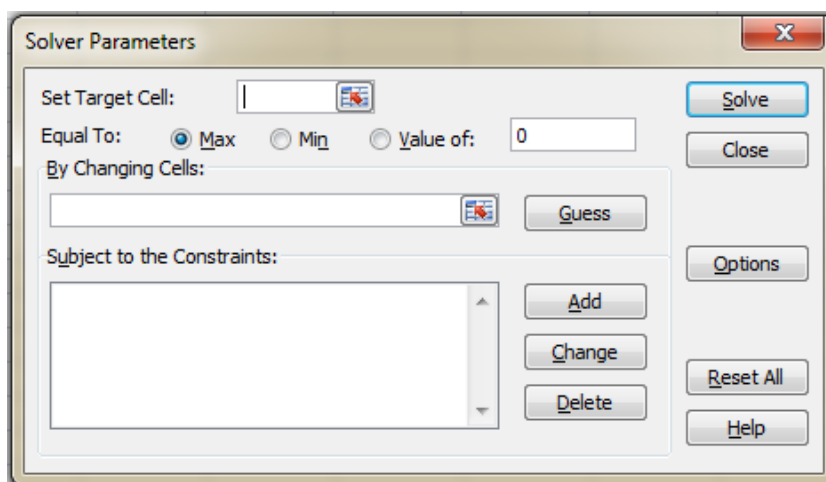 Solver Parameters
Set Target Cell:
Solve
Equal To: Max Min Value of: 0
Close
By Changing Cells:
Guess
Subject to the Constraints:
Options
Add
Change
Reset All
Delete
Help